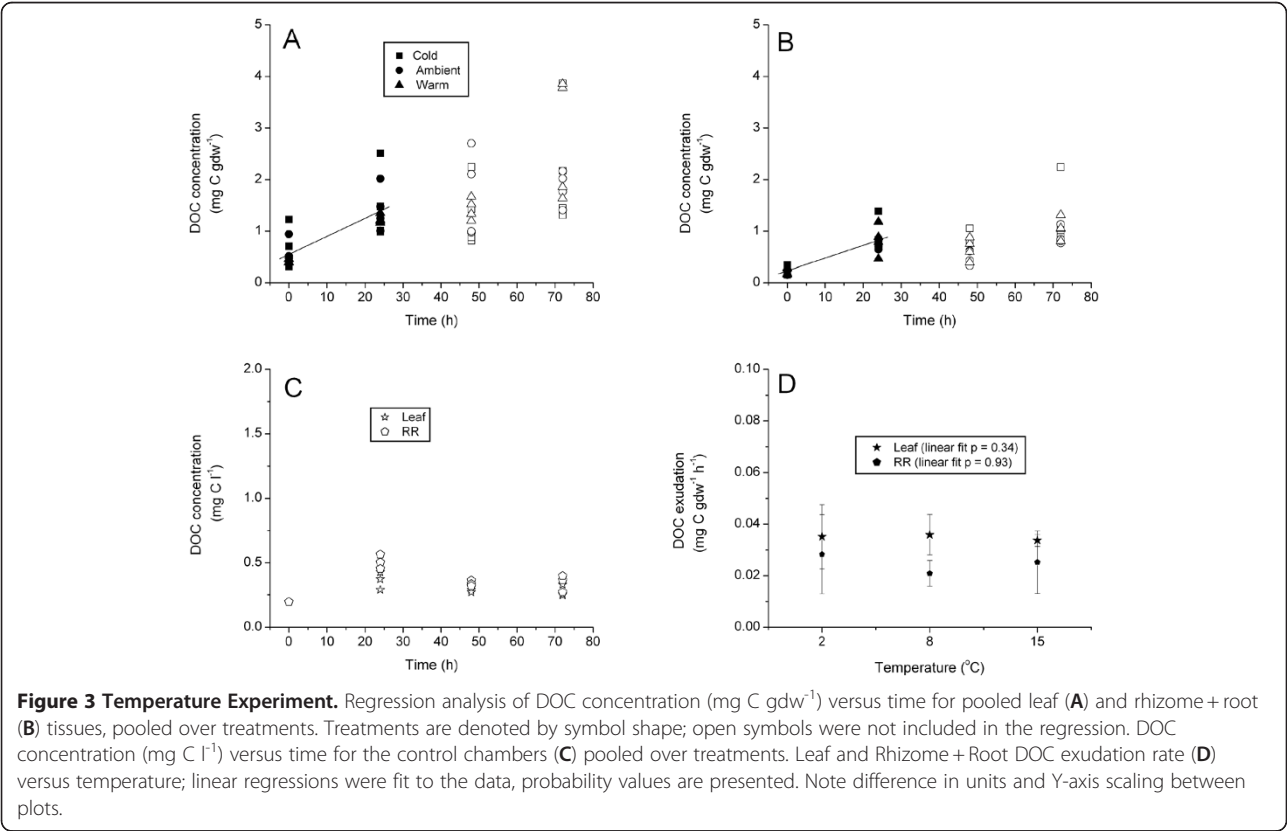 A
Cold
Ambient
Warm
DOC concentration
(mg C gdw⁻¹)
5
4
3
2
1
0
0 10 20 30 40 50 60 70 80
Time (h)
B
DOC concentration
(mg C gdw⁻¹)
5
4
3
2
1
0
0 10 20 30 40 50 60 70 80
Time (h)
C
Leaf
RR
DOC concentration
(mg C l⁻¹)
2.0
1.5
1.0
0.5
0.0
0 10 20 30 40 50 60 70 80
Time (h)
D
Leaf (linear fit p = 0.34)
RR (linear fit p = 0.93)
DOC exudation
(mg C gdw⁻¹ h⁻¹)
0.10
0.08
0.06
0.04
0.02
0.00
2 8 15
Temperature (°C)
Figure 3 Temperature Experiment. Regression analysis of DOC concentration (mg C gdw⁻¹) versus time for pooled leaf (A) and rhizome + root
(B) tissues, pooled over treatments. Treatments are denoted by symbol shape; open symbols were not included in the regression. DOC
concentration (mg C l⁻¹) versus time for the control chambers (C) pooled over treatments. Leaf and Rhizome + Root DOC exudation rate (D)
versus temperature; linear regressions were fit to the data, probability values are presented. Note difference in units and Y-axis scaling between
plots.